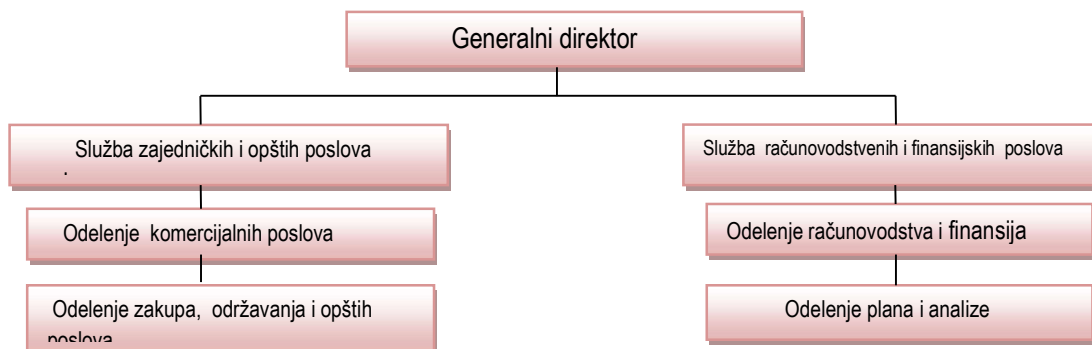 Generalni direktor
Služba zajedničkih i opštih poslova
.
Služba računovodstvenih i finansijskih poslova
Odelenje komercijalnih poslova
Odelenje računovodstva i finansija
Odelenje zakupa, održavanja i opštih
poslova
Odelenje plana i analize